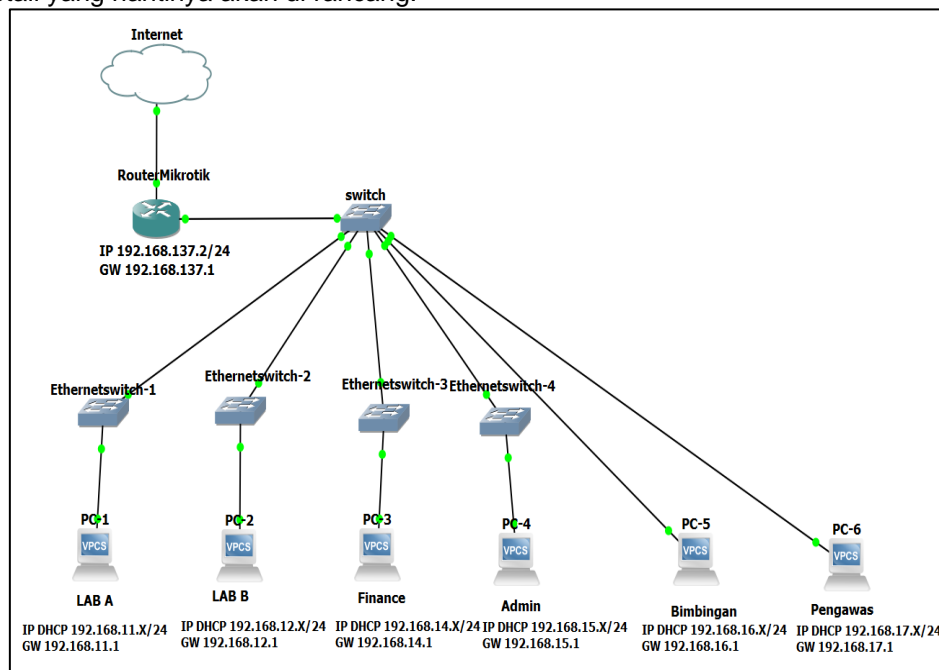 yang nantinya akan di rancang.
Internet
RouterMikrotik
switch
IP 192.168.137.2/24
GW 192.168.137.1
Ethernetswitch-1
Ethernetswitch-2
Ethernetswitch-3
Ethernetswitch-4
PC-1
PC-2
PC-3
PC-4
PC-5
PC-6
VPCS
VPCS
VPCS
VPCS
VPCS
VPCS
LAB A
LAB B
Finance
Admin
Bimbingan
Pengawas
IP DHCP 192.168.11.X/24
GW 192.168.11.1
IP DHCP 192.168.12.X/24
GW 192.168.12.1
IP DHCP 192.168.14.X/24
GW 192.168.14.1
IP DHCP 192.168.15.X/24
GW 192.168.15.1
IP DHCP 192.168.16.X/24
GW 192.168.16.1
IP DHCP 192.168.17.X/24
GW 192.168.17.1